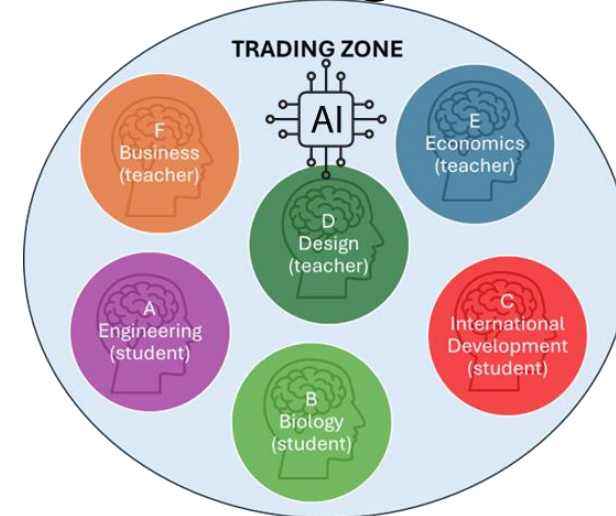 TRADING ZONE
AI
F
Business
(teacher)
E
Economics
(teacher)
D
Design
(teacher)
A
Engineering
(student)
C
International
Development
(student)
B
Biology
(student)